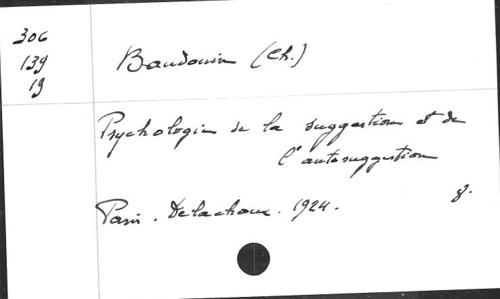 306
139
19
Baudouin (Ch.)
Psychologie de la suggestion et de
l'autosuggestion
Paris. Delachaux. 1924.
8.